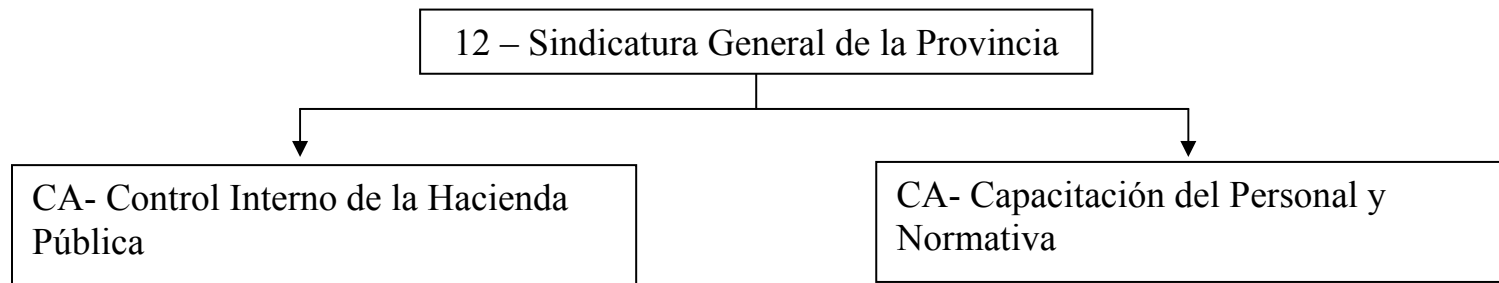 12 – Sindicatura General de la Provincia
CA- Control Interno de la Hacienda
Pública
CA- Capacitación del Personal y
Normativa